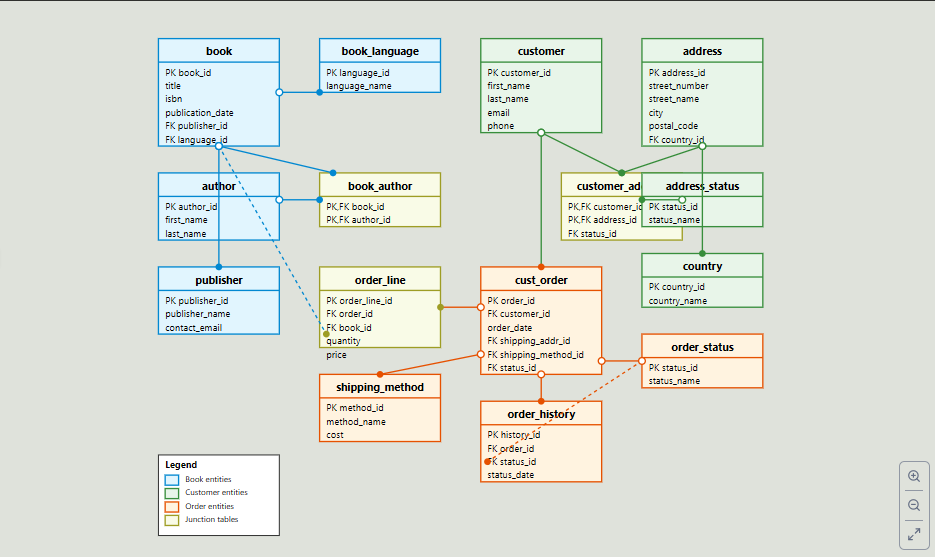 book
PK book_id
title
isbn
publication_date
FK publisher_id
FK language_id
book_language
PK language_id
language_name
customer
PK customer_id
first_name
last_name
email
phone
address
PK address_id
street_number
street_name
city
postal_code
FK country_id
author
PK author_id
first_name
last_name
book_author
PK,FK book_id
PK,FK author_id
customer_ad
PK,FK customer_id
PK,FK address_id
FK status_id
address_status
PK status_id
status_name
publisher
PK publisher_id
publisher_name
contact_email
order_line
PK order_line_id
FK order_id
FK book_id
quantity
price
cust_order
PK order_id
FK customer_id
order_date
FK shipping_addr_id
FK shipping_method_id
FK status_id
country
PK country_id
country_name
order_status
PK status_id
status_name
shipping_method
PK method_id
method_name
cost
order_history
PK history_id
FK order_id
FK status_id
status_date
Legend
Book entities
Customer entities
Order entities
Junction tables